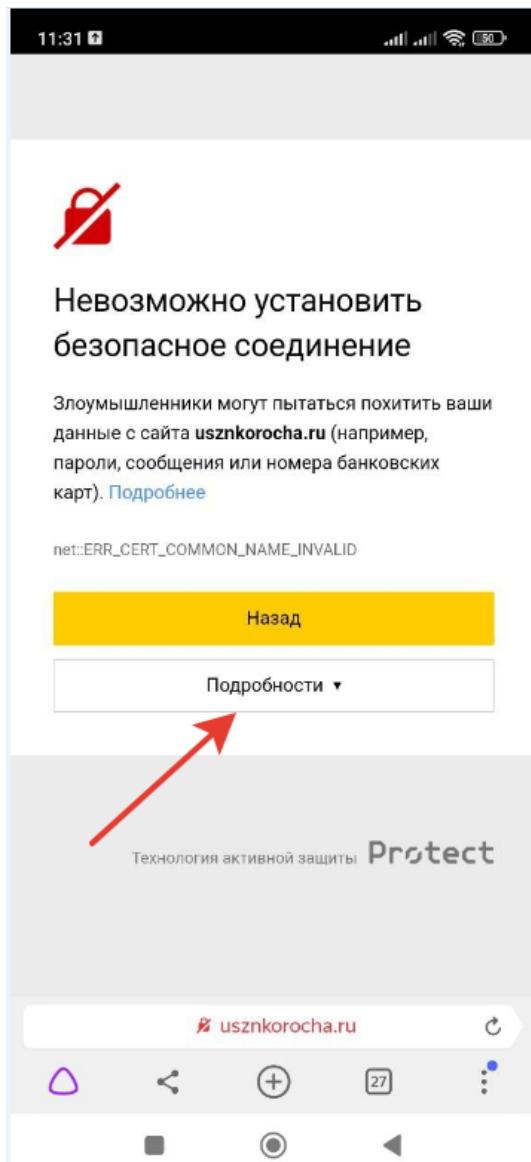 11:31
50
Невозможно установить
безопасное соединение
Злоумышленники могут пытаться похитить ваши
данные с сайта usznkorocha.ru (например,
пароли, сообщения или номера банковских
карт). Подробнее
net::ERR_CERT_COMMON_NAME_INVALID
Назад
Подробности ▼
Технология активной защиты Protect
usznkorocha.ru
27